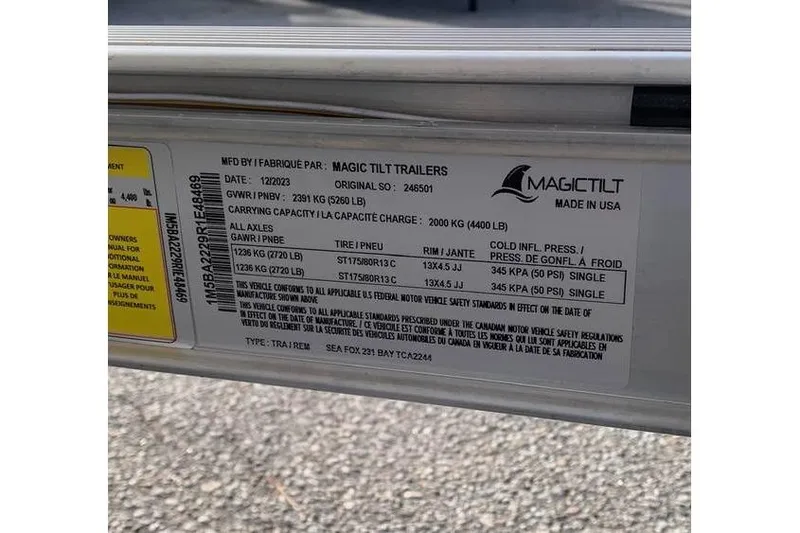 MENT
4,400 lbs.
kg.
OWNERS
MANUAL FOR
ADDITIONAL
INFORMATION
LE MANUEL
L'USAGER POUR
PLUS DE
RENSEIGNEMENTS
1M5BA2229R1E48469
1M5BA2229R1E48469
MFD BY / FABRIQUÉ PAR : MAGIC TILT TRAILERS
DATE : 12/2023 ORIGINAL SO : 246501
GVWR / PNBV : 2391 KG (5260 LB)
CARRYING CAPACITY / LA CAPACITÉ CHARGE : 2000 KG (4400 LB)
MAGICTILT
MADE IN USA
ALL AXLES
GAWR / PNBE TIRE / PNEU RIM / JANTE COLD INFL. PRESS. / PRESS. DE GONFL. À FROID
1236 KG (2720 LB) ST175/80R13 C 13X4.5 JJ 345 KPA (50 PSI) SINGLE
1236 KG (2720 LB) ST175/80R13 C 13X4.5 JJ 345 KPA (50 PSI) SINGLE
THIS VEHICLE CONFORMS TO ALL APPLICABLE U.S FEDERAL MOTOR VEHICLE SAFETY STANDARDS IN EFFECT ON THE DATE OF
MANUFACTURE SHOWN ABOVE
THIS VEHICLE CONFORMS TO ALL APPLICABLE STANDARDS PRESCRIBED UNDER THE CANADIAN MOTOR VEHICLE SAFETY REGULATIONS
IN EFFECT ON THE DATE OF MANUFACTURE. / CE VÉHICULE EST CONFORME À TOUTES LES NORMES QUI LUI SONT APPLICABLES EN
VERTU DU RÈGLEMENT SUR LA SÉCURITÉ DES VÉHICULES AUTOMOBILES DU CANADA EN VIGUEUR À LA DATE DE SA FABRICATION
TYPE : TRA / REM SEA FOX 231 BAY TCA2244